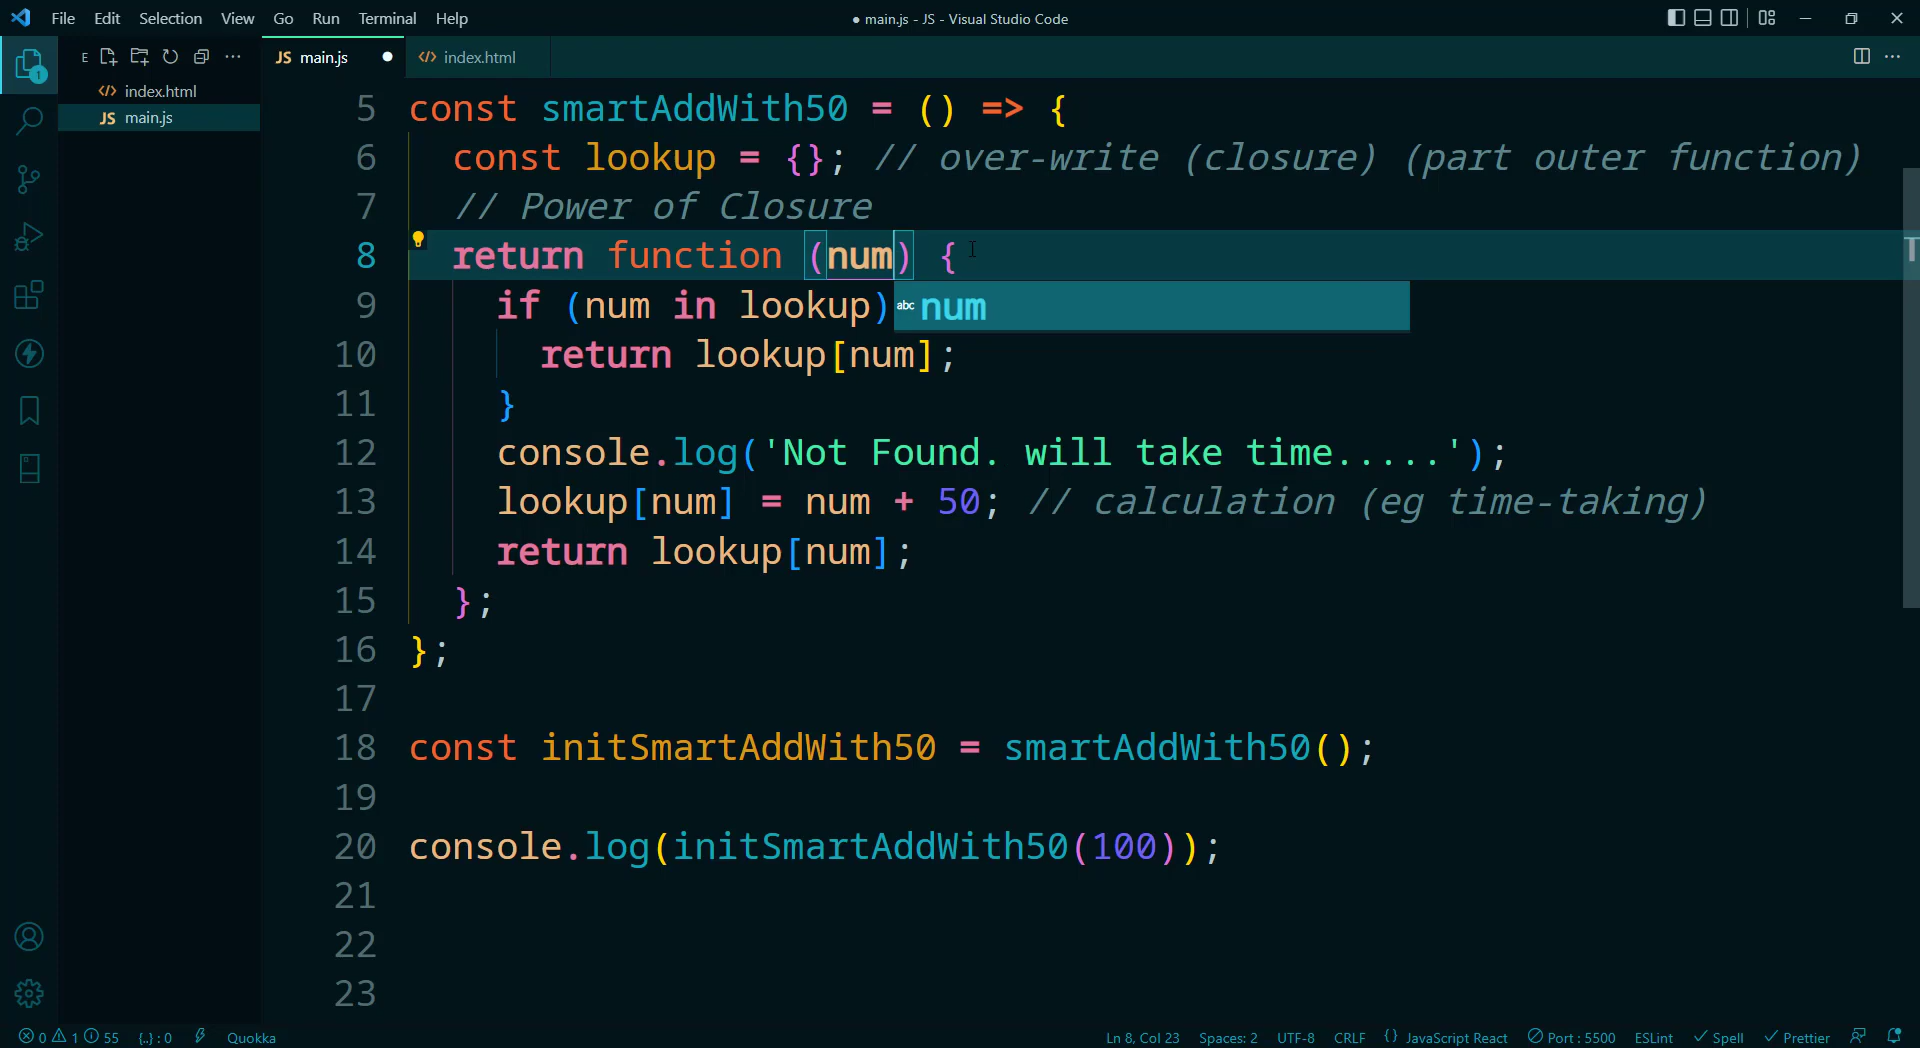 File Edit Selection View Go Run Terminal Help
● main.js - JS - Visual Studio Code
E
JS main.js ●
index.html
index.html
JS main.js
1
5 const smartAddWith50 = () => {
6 const lookup = {}; // over-write (closure) (part outer function)
7 // Power of Closure
8 return function (num) {
9 if (num in lookup)
abc num
10 return lookup[num];
11 }
12 console.log('Not Found. will take time.....');
13 lookup[num] = num + 50; // calculation (eg time-taking)
14 return lookup[num];
15 };
16 };
17
18 const initSmartAddWith50 = smartAddWith50();
19
20 console.log(initSmartAddWith50(100));
21
22
23
0 1 55 {..} : 0 Quokka
Ln 8, Col 23 Spaces: 2 UTF-8 CRLF {} JavaScript React Port : 5500 ESLint Spell Prettier